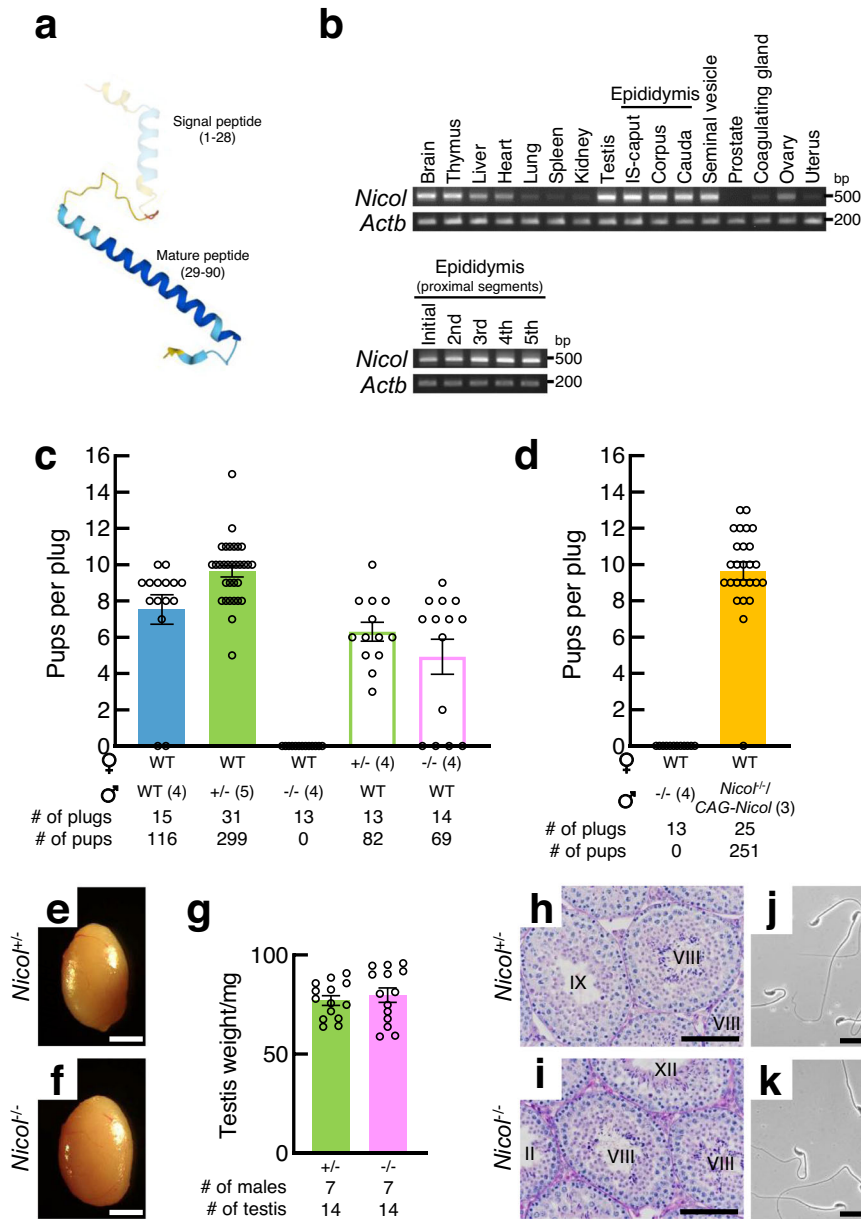 a
Signal peptide
(1-28)
Mature peptide
(29-90)
b
Epididymis
Brain Thymus Liver Heart Lung Spleen Kidney Testis IS-caput Corpus Cauda Seminal vesicle Prostate Coagulating gland Ovary Uterus
bp
Nicol 500
Actb 200
Epididymis
(proximal segments)
Initial 2nd 3rd 4th 5th
bp
Nicol 500
Actb 200
c
Pups per plug
16
14
12
10
8
6
4
2
0
♀ WT WT WT +/- (4) -/- (4)
♂ WT (4) +/- (5) -/- (4) WT WT
# of plugs 15 31 13 13 14
# of pups 116 299 0 82 69
d
Pups per plug
16
14
12
10
8
6
4
2
0
♀ WT WT
♂ -/- (4) Nicol-/-/
CAG-Nicol (3)
# of plugs 13 25
# of pups 0 251
e
Nicol+/-
f
Nicol-/-
g
Testis weight/mg
100
50
0
+/- -/-
# of males 7 7
# of testis 14 14
h
Nicol+/-
IX VIII
VIII
i
Nicol-/-
XII
II VIII VIII
j
k